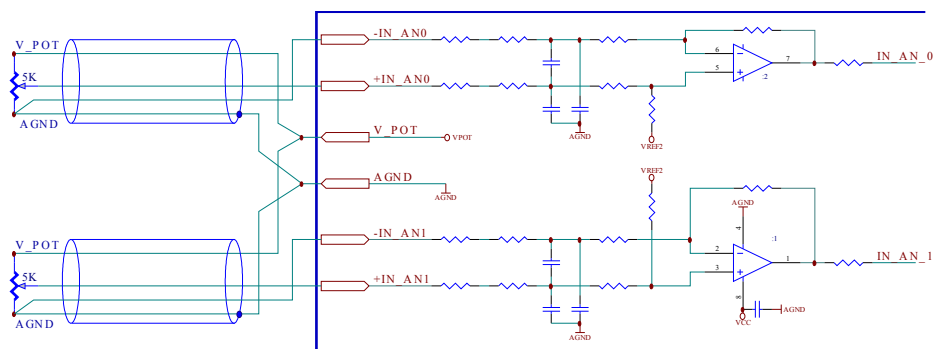 -IN_AN0
V_POT
IN_AN_0
6
7
5K
5
:2
+IN_AN0
AGND
V_POT
VPOT
AGND
VREF2
AGND
VREF2
AGND
AGND
4
-IN_AN1
:1
V_POT
2
1
IN_AN_1
5K
3
+IN_AN1
8
AGND
VCC
AGND
AGND